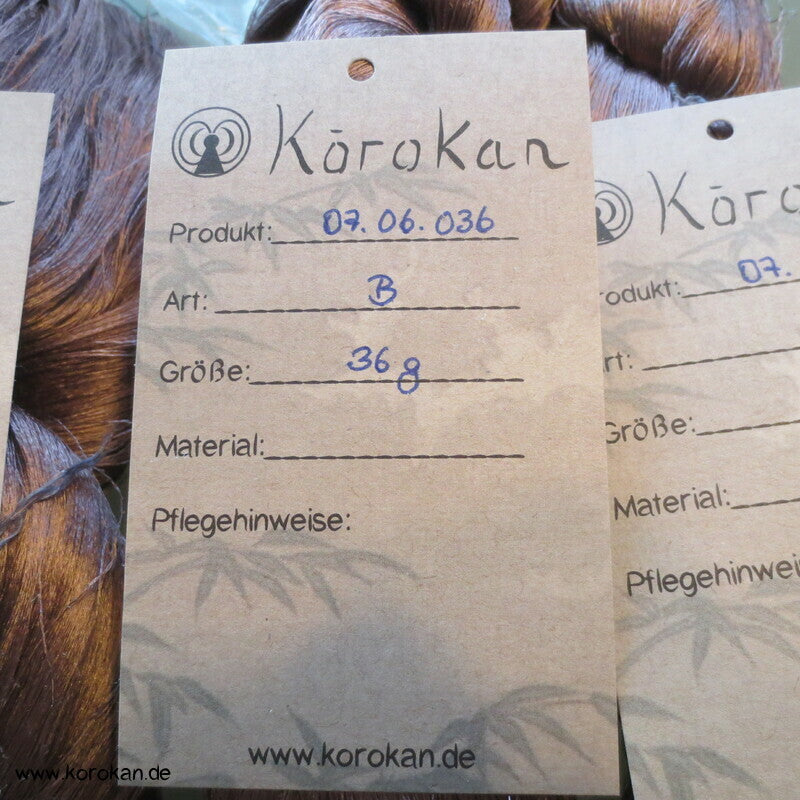 Kōrokan
Produkt: 07. 06. 036
Art: B
Größe: 36 g
Material:
Pflegehinweise:
www.korokan.de
Kōro
odukt: 07.
rt:
Größe:
Material:
Pflegehinwei
www.korokan.de